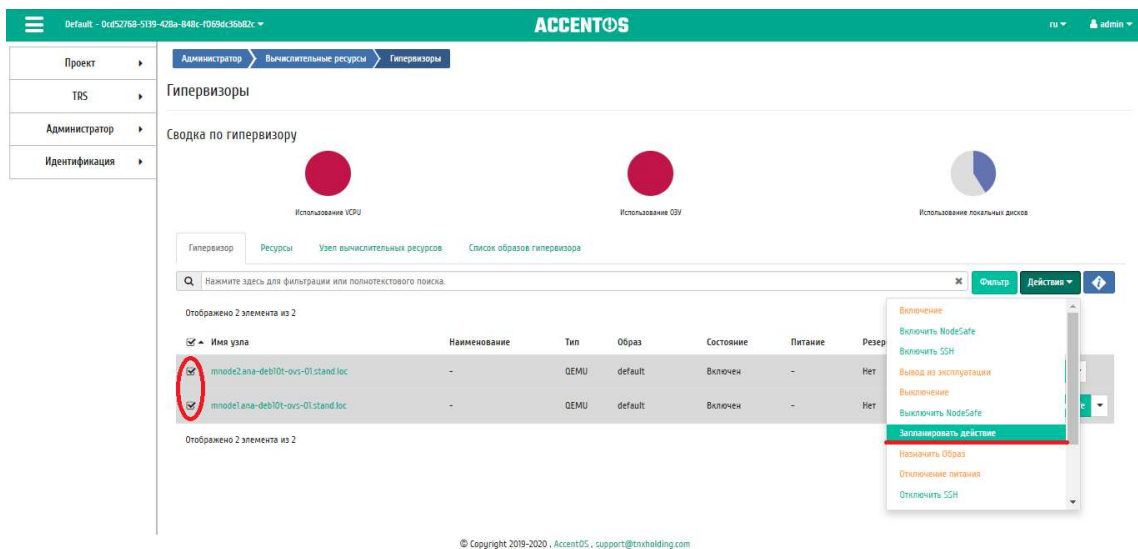 Default - 0cd52768-5139-428a-848c-f069dc36b82c
ACCENTOS
ru
admin
Проект
TRS
Администратор
Идентификация
Администратор
Вычислительные ресурсы
Гипервизоры
Гипервизоры
Сводка по гипервизору
Использование VCPU
Использование ОЗУ
Использование локальных дисков
Гипервизор
Ресурсы
Узел вычислительных ресурсов
Список образов гипервизора
Нажмите здесь для фильтрации или полнотекстового поиска.
Фильтр
Действия
Отображено 2 элемента из 2
Имя узла Наименование Тип Образ Состояние Питание Резер
mnode2.ana-deb10t-ovs-01.stand.loc - QEMU default Включен - Нет
mnode1.ana-deb10t-ovs-01.stand.loc - QEMU default Включен - Нет
Отображено 2 элемента из 2
Включение
Включить NodeSafe
Включить SSH
Вывод из эксплуатации
Выключение
Выключить NodeSafe
Запланировать действие
Назначить Образ
Отключение питания
Отключить SSH
© Copyright 2019-2020 , AccentOS , support@tnxholding.com